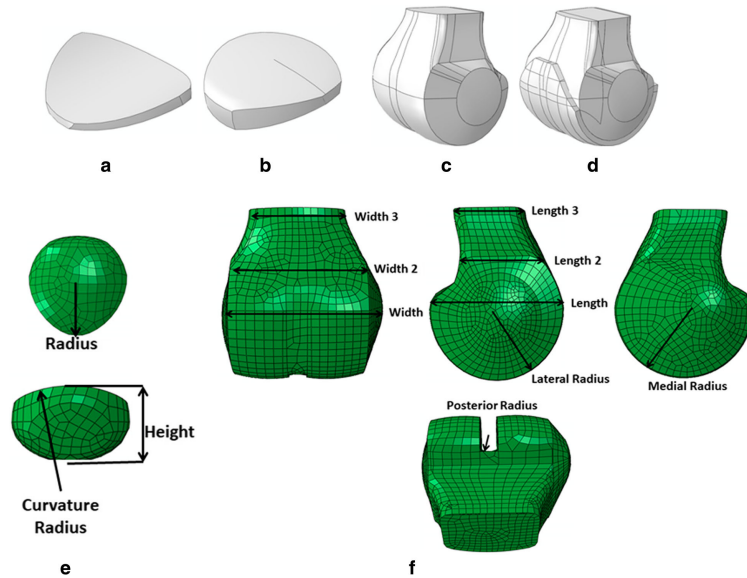 a
b
c
d
Radius
Height
Curvature
Radius
e
Width 3
Width 2
Width
Length 3
Length 2
Length
Lateral Radius
Medial Radius
Posterior Radius
f